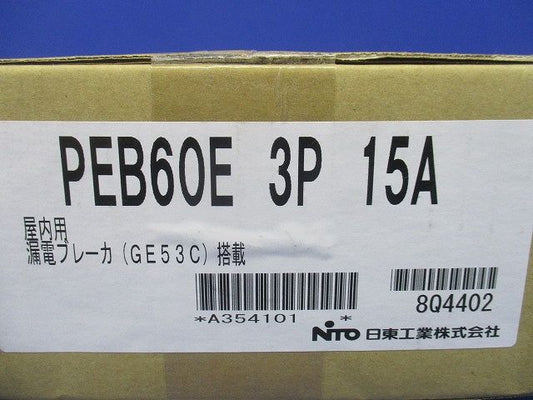 PEB60E 3P 15A
屋内用
漏電ブレーカ(GE53C)搭載
*A354101 *
8Q4402
NITO 日東工業株式会社